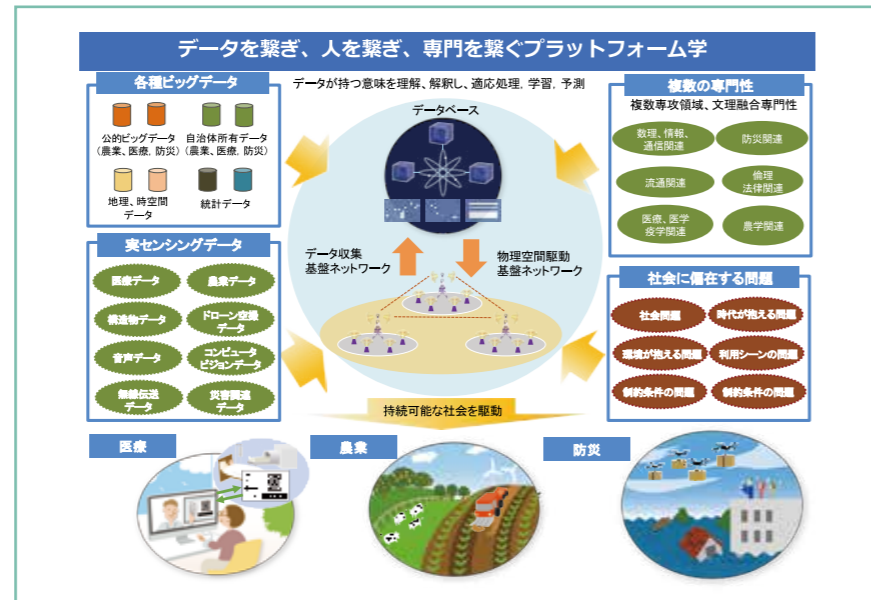 データを繋ぎ、人を繋ぎ、専門を繋ぐプラットフォーム学
各種ビッグデータ
公的ビッグデータ
(農業、医療, 防災)
自治体所有データ
(農業、医療、防災)
地理、時空間
データ
統計データ
実センシングデータ
医療データ
農業データ
構造物データ
ドローン空撮
データ
音声データ
コンピュータ
ビジョンデータ
無線伝送
データ
災害関連
データ
データが持つ意味を理解、解釈し、適応処理, 学習, 予測
データベース
データ収集
基盤ネットワーク
物理空間駆動
基盤ネットワーク
複数の専門性
複数専攻領域、文理融合専門性
数理、情報、
通信関連
防災関連
流通関連
倫理
法律関連
医療、医学
疫学関連
農学関連
社会に偏在する問題
社会問題
時代が抱える問題
環境が抱える問題
利用シーンの問題
制約条件の問題
制約条件の問題
持続可能な社会を駆動
医療
農業
防災